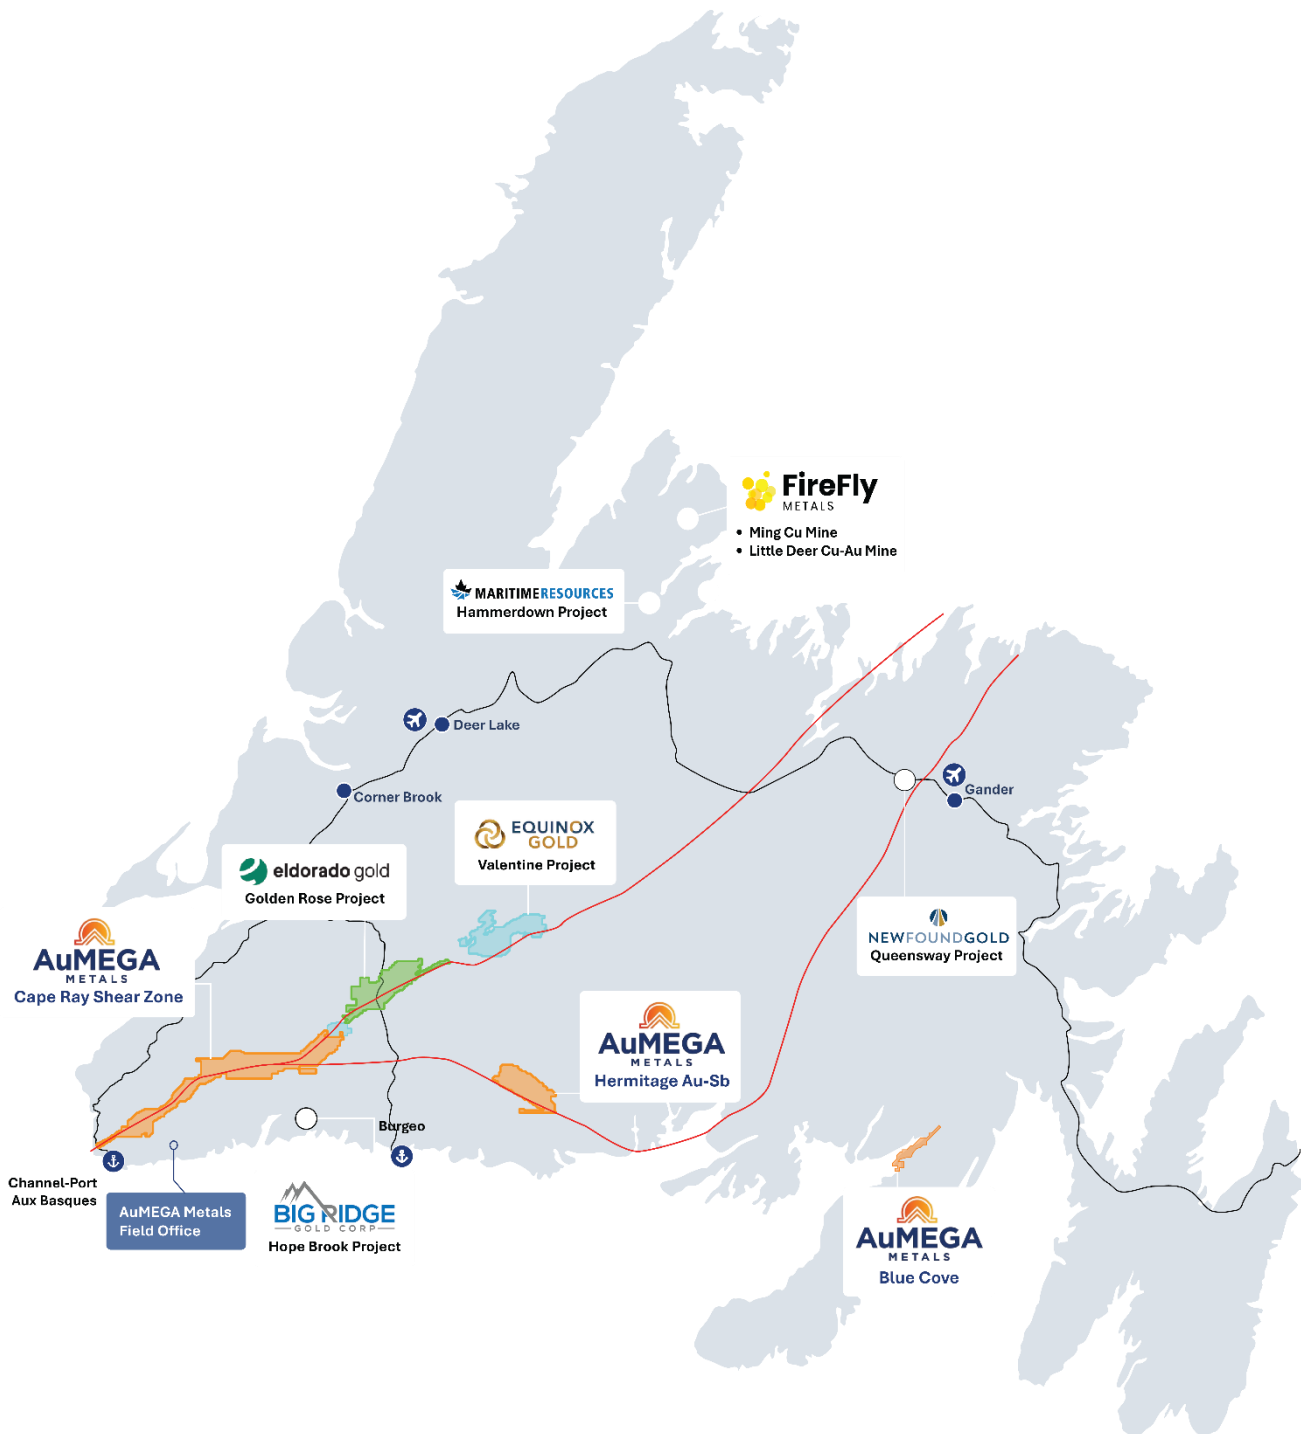 FireFly
METALS
• Ming Cu Mine
• Little Deer Cu-Au Mine
MARITIMERESOURCES
Hammerdown Project
Deer Lake
Corner Brook
Gander
EQUINOX
GOLD
Valentine Project
eldorado gold
Golden Rose Project
NEWFOUNDGOLD
Queensway Project
AuMEGA
METALS
Cape Ray Shear Zone
AuMEGA
METALS
Hermitage Au-Sb
Burgeo
Channel-Port
Aux Basques
AuMEGA Metals
Field Office
BIG RIDGE
GOLD CORP
Hope Brook Project
AuMEGA
METALS
Blue Cove